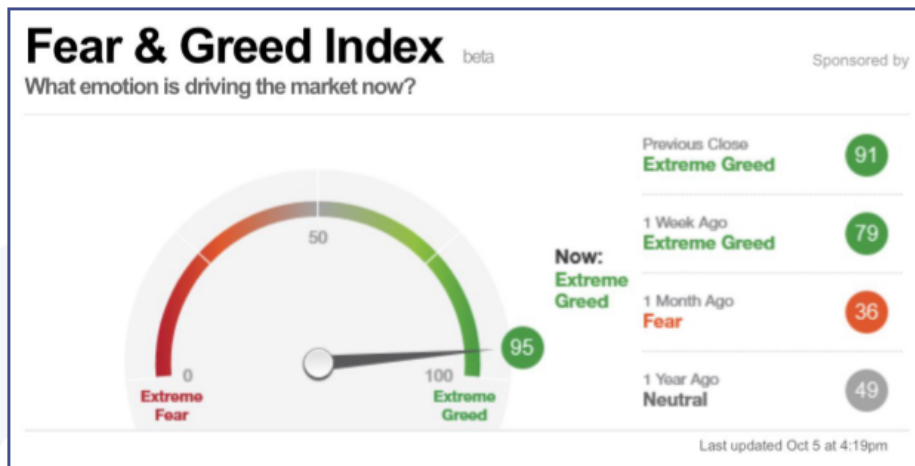 Fear & Greed Index beta
Sponsored by
What emotion is driving the market now?
50
0
100
Extreme
Fear
Extreme
Greed
95
Now:
Extreme
Greed
Previous Close
Extreme Greed
91
1 Week Ago
Extreme Greed
79
1 Month Ago
Fear
36
1 Year Ago
Neutral
49
Last updated Oct 5 at 4:19pm